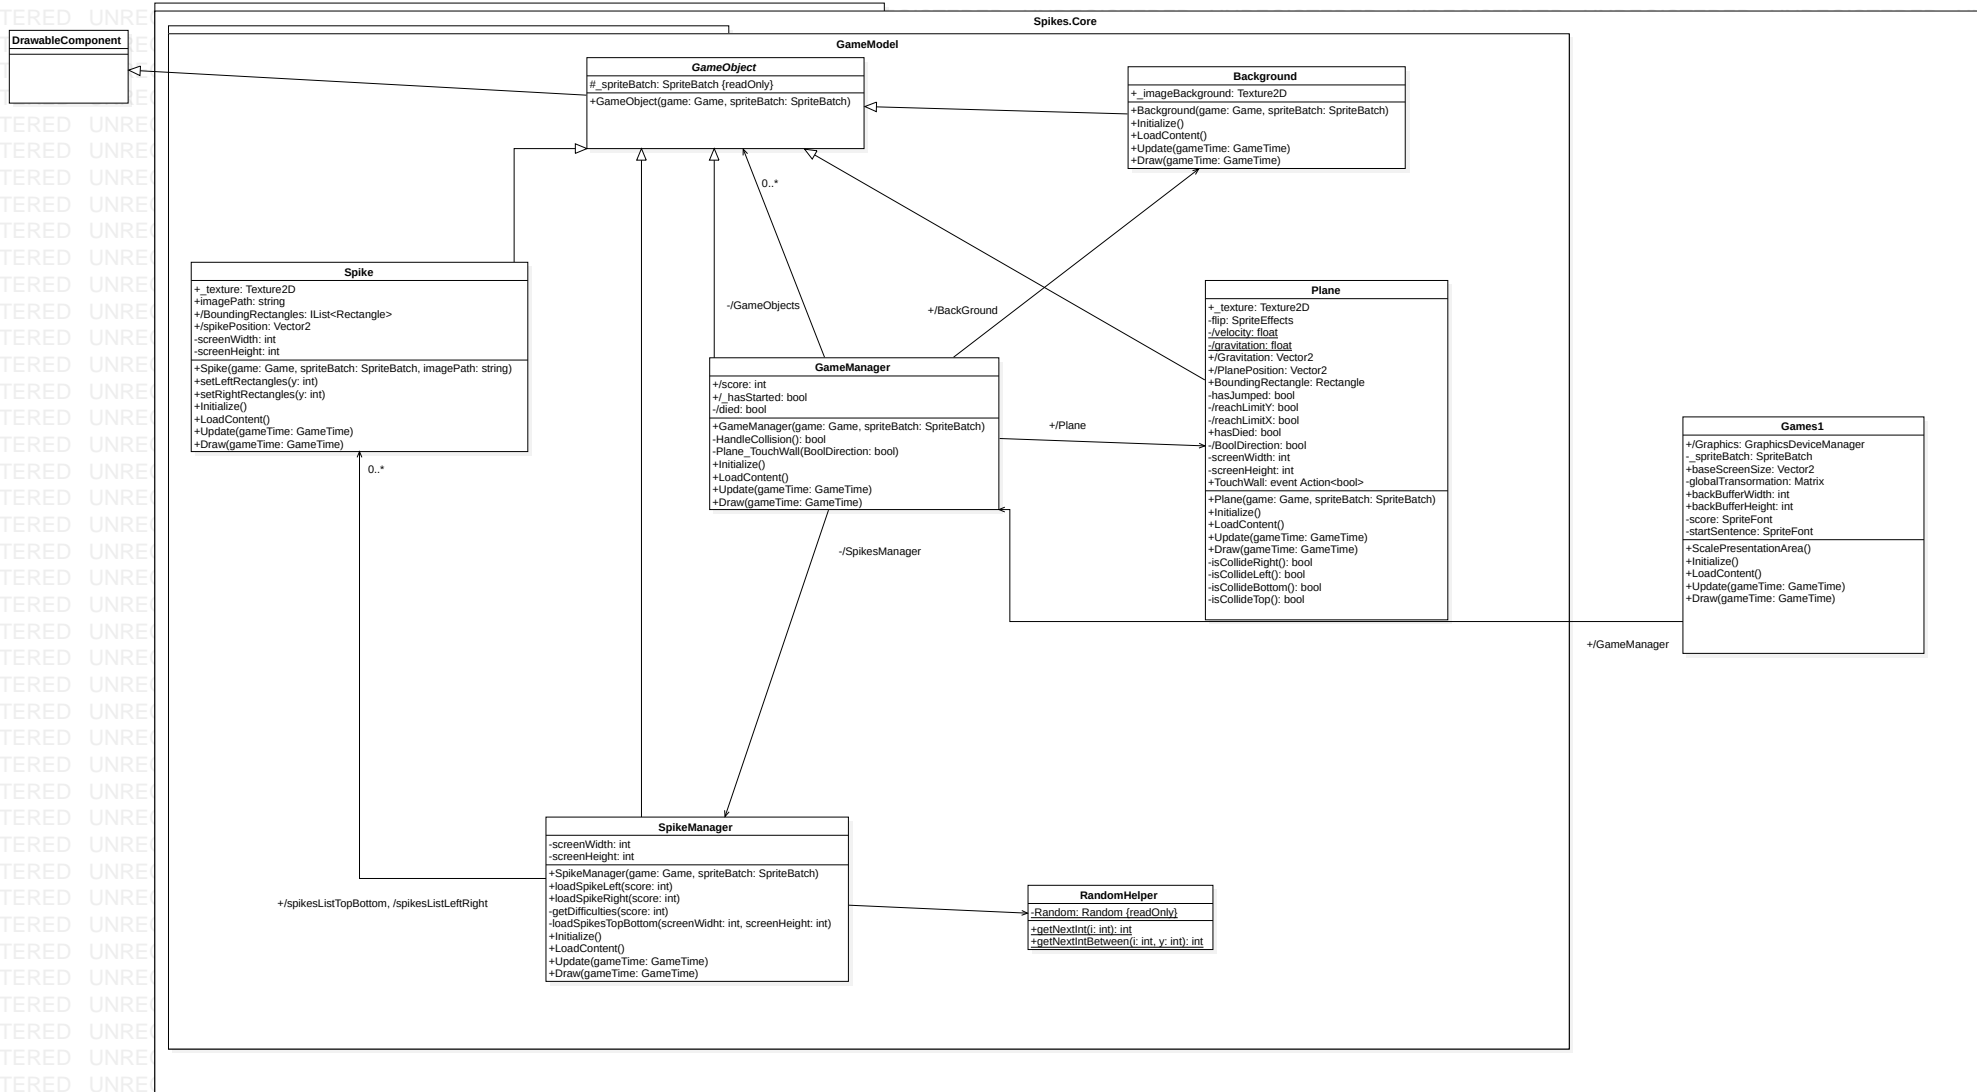 Spikes.Core
GameModel
DrawableComponent
GameObject
#_spriteBatch: SpriteBatch {readOnly}
+GameObject(game: Game, spriteBatch: SpriteBatch)
Background
+_imageBackground: Texture2D
+Background(game: Game, spriteBatch: SpriteBatch)
+Initialize()
+LoadContent()
+Update(gameTime: GameTime)
+Draw(gameTime: GameTime)
0..*
Spike
+_texture: Texture2D
+imagePath: string
+/BoundingRectangles: IList<Rectangle>
+/spikePosition: Vector2
-screenWidth: int
-screenHeight: int
+Spike(game: Game, spriteBatch: SpriteBatch, imagePath: string)
+setLeftRectangles(y: int)
+setRightRectangles(y: int)
+Initialize()
+LoadContent()
+Update(gameTime: GameTime)
+Draw(gameTime: GameTime)
0..*
-/GameObjects
+/BackGround
Plane
+_texture: Texture2D
-flip: SpriteEffects
-/velocity: float
-/gravitation: float
+/Gravitation: Vector2
+/PlanePosition: Vector2
+BoundingRectangle: Rectangle
-hasJumped: bool
-/reachLimitY: bool
-/reachLimitX: bool
+hasDied: bool
-/BoolDirection: bool
-screenWidth: int
-screenHeight: int
+TouchWall: event Action<bool>
+Plane(game: Game, spriteBatch: SpriteBatch)
+Initialize()
+LoadContent()
+Update(gameTime: GameTime)
+Draw(gameTime: GameTime)
-isCollideRight(): bool
-isCollideLeft(): bool
-isCollideBottom(): bool
-isCollideTop(): bool
GameManager
+/score: int
+/_hasStarted: bool
-/died: bool
+GameManager(game: Game, spriteBatch: SpriteBatch)
-HandleCollision(): bool
-Plane_TouchWall(BoolDirection: bool)
+Initialize()
+LoadContent()
+Update(gameTime: GameTime)
+Draw(gameTime: GameTime)
+/Plane
Games1
+/Graphics: GraphicsDeviceManager
-_spriteBatch: SpriteBatch
+baseScreenSize: Vector2
-globalTransormation: Matrix
+backBufferWidth: int
+backBufferHeight: int
-score: SpriteFont
-startSentence: SpriteFont
+ScalePresentationArea()
+Initialize()
+LoadContent()
+Update(gameTime: GameTime)
+Draw(gameTime: GameTime)
-/SpikesManager
+/GameManager
SpikeManager
-screenWidth: int
-screenHeight: int
+SpikeManager(game: Game, spriteBatch: SpriteBatch)
+loadSpikeLeft(score: int)
+loadSpikeRight(score: int)
-getDifficulties(score: int)
-loadSpikesTopBottom(screenWidht: int, screenHeight: int)
+Initialize()
+LoadContent()
+Update(gameTime: GameTime)
+Draw(gameTime: GameTime)
+/spikesListTopBottom, /spikesListLeftRight
RandomHelper
-Random: Random {readOnly}
+getNextInt(i: int): int
+getNextIntBetween(i: int, y: int): int